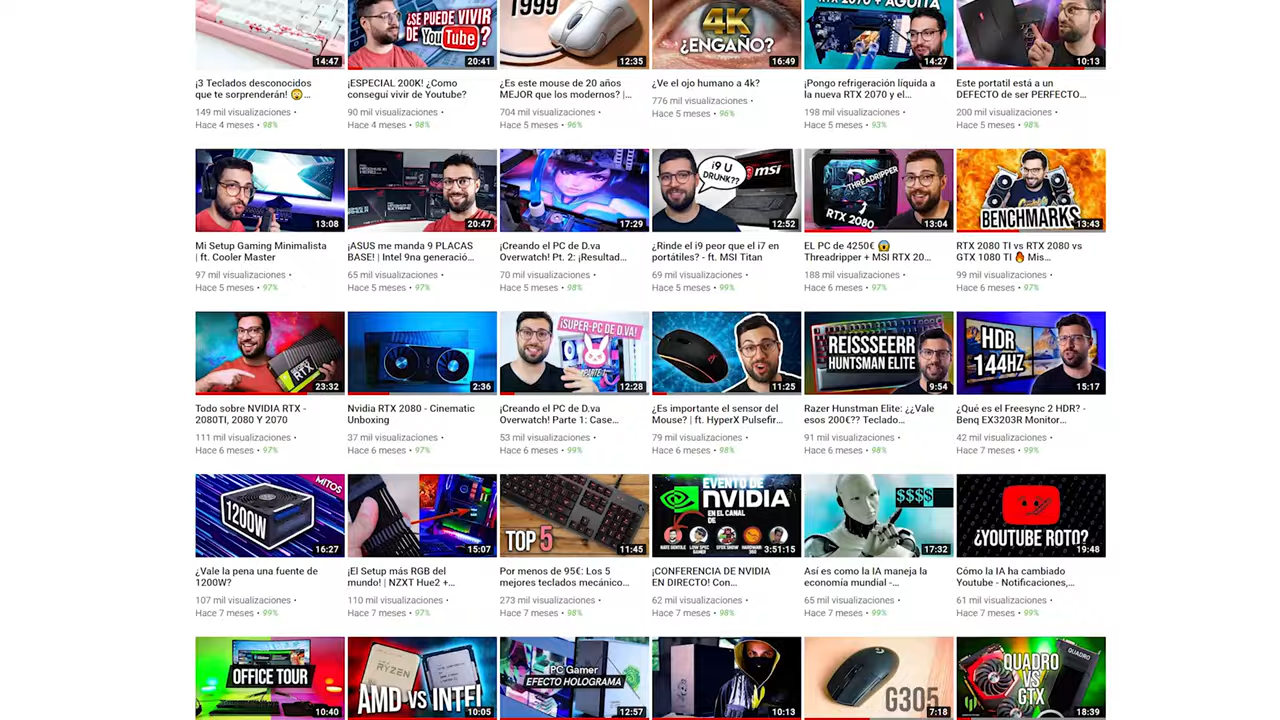 1999
¿SE PUEDE VIVIR
DE YouTube?
4K
¿ENGAÑO?
RTX 2070 + AGUITA
14:47
20:41
12:35
16:49
14:27
10:13
¡3 Teclados desconocidos
que te sorprenderán! 😲...
149 mil visualizaciones •
Hace 4 meses • 98%
¡ESPECIAL 200K! ¿Como
conseguí vivir de Youtube?
90 mil visualizaciones •
Hace 4 meses • 98%
¿Es este mouse de 20 años
MEJOR que los modernos? |...
704 mil visualizaciones •
Hace 5 meses • 96%
¿Ve el ojo humano a 4k?
776 mil visualizaciones •
Hace 5 meses • 96%
¡Pongo refrigeración líquida a
la nueva RTX 2070 y el...
198 mil visualizaciones •
Hace 5 meses • 93%
Este portatil está a un
DEFECTO de ser PERFECTO...
200 mil visualizaciones •
Hace 5 meses • 98%
i9 U
DRUNK??
msi
THREADRIPPER
RTX 2080
BENCHMARKS
13:08
20:47
17:29
12:52
13:04
13:43
Mi Setup Gaming Minimalista
| ft. Cooler Master
97 mil visualizaciones •
Hace 5 meses • 97%
¡ASUS me manda 9 PLACAS
BASE! | Intel 9na generació...
65 mil visualizaciones •
Hace 5 meses • 97%
¡Creando el PC de D.va
Overwatch! Pt. 2: ¡Resultad...
70 mil visualizaciones •
Hace 5 meses • 98%
¿Rinde el i9 peor que el i7 en
portátiles? - ft. MSI Titan
69 mil visualizaciones •
Hace 5 meses • 99%
EL PC de 4250€ 😱
Threadripper + MSI RTX 20...
188 mil visualizaciones •
Hace 6 meses • 97%
RTX 2080 TI vs RTX 2080 vs
GTX 1080 TI 🔥 Mis...
99 mil visualizaciones •
Hace 6 meses • 97%
GEFORCE
RTX
¡SUPER-PC DE D.VA!
PARTE 1
REISSSEERR
HUNTSMAN ELITE
HDR
144HZ
23:32
2:36
12:28
11:25
9:54
15:17
Todo sobre NVIDIA RTX -
2080TI, 2080 Y 2070
111 mil visualizaciones •
Hace 6 meses • 97%
Nvidia RTX 2080 - Cinematic
Unboxing
37 mil visualizaciones •
Hace 6 meses • 97%
¡Creando el PC de D.va
Overwatch! Parte 1: Case...
53 mil visualizaciones •
Hace 6 meses • 99%
¿Es importante el sensor del
Mouse? | ft. HyperX Pulsefir...
79 mil visualizaciones •
Hace 6 meses • 98%
Razer Hunstman Elite: ¿¿Vale
esos 200€?? Teclado...
91 mil visualizaciones •
Hace 6 meses • 98%
¿Qué es el Freesync 2 HDR? -
Benq EX3203R Monitor...
42 mil visualizaciones •
Hace 7 meses • 99%
MITOS
1200W
TOP 5
EVENTO DE
NVIDIA
EN EL CANAL
DE
NATE GENTILE
LOW SPEC
GAMER
$$$$
¿YOUTUBE ROTO?
16:27
15:07
11:45
3:51:15
17:32
19:48
¿Vale la pena una fuente de
1200W?
107 mil visualizaciones •
Hace 7 meses • 99%
¡El Setup más RGB del
mundo! | NZXT Hue2 +...
110 mil visualizaciones •
Hace 7 meses • 97%
Por menos de 95€: Los 5
mejores teclados mecánico...
273 mil visualizaciones •
Hace 7 meses • 98%
¡CONFERENCIA DE NVIDIA
EN DIRECTO! Con...
62 mil visualizaciones •
Hace 7 meses • 98%
Así es como la IA maneja la
economía mundial -...
65 mil visualizaciones •
Hace 7 meses • 99%
Cómo la IA ha cambiado
Youtube - Notificaciones,...
61 mil visualizaciones •
Hace 7 meses • 99%
OFFICE TOUR
RYZEN
AMD vs INTEL
PC Gamer
EFECTO HOLOGRAMA
G305
QUADRO
VS
GTX
QUADRO
10:40
10:05
12:57
10:13
7:18
18:39